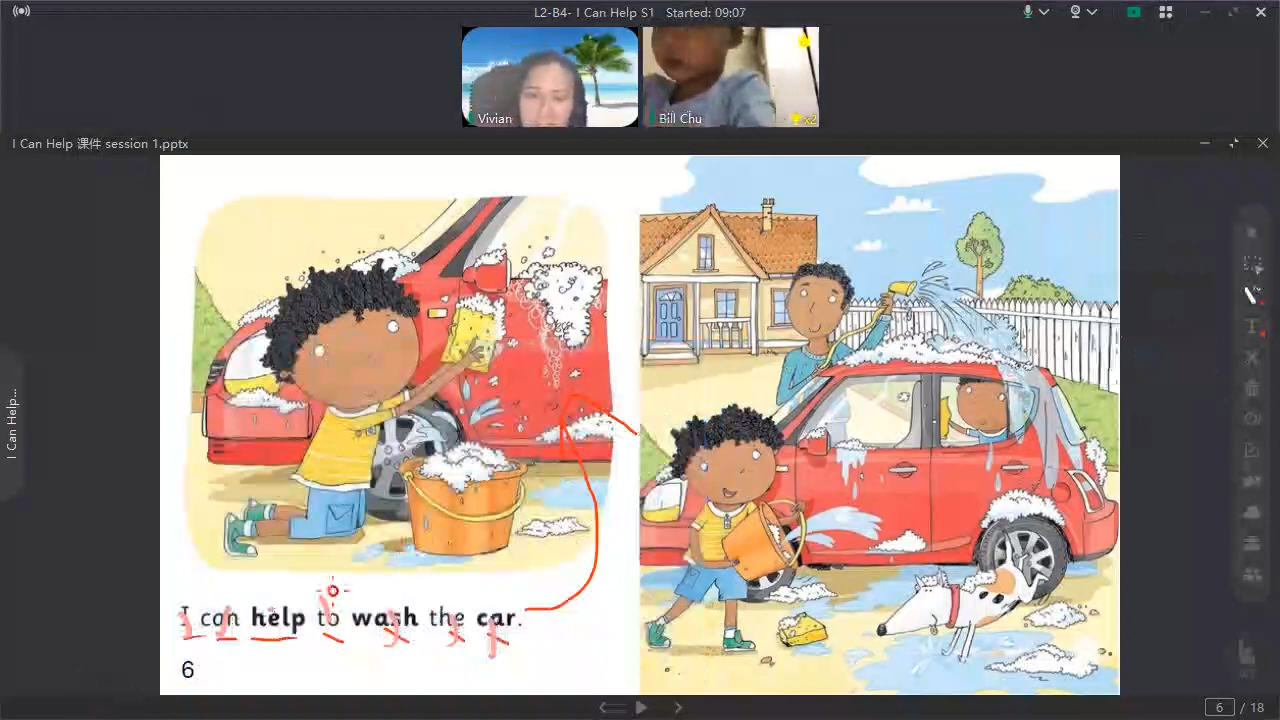 L2-B4- I Can Help S1 Started: 09:07
Vivian
Bill Chu
x2
I Can Help 课件 session 1.pptx
I Can Help...
I can help to wash the car.
6
6 / 18